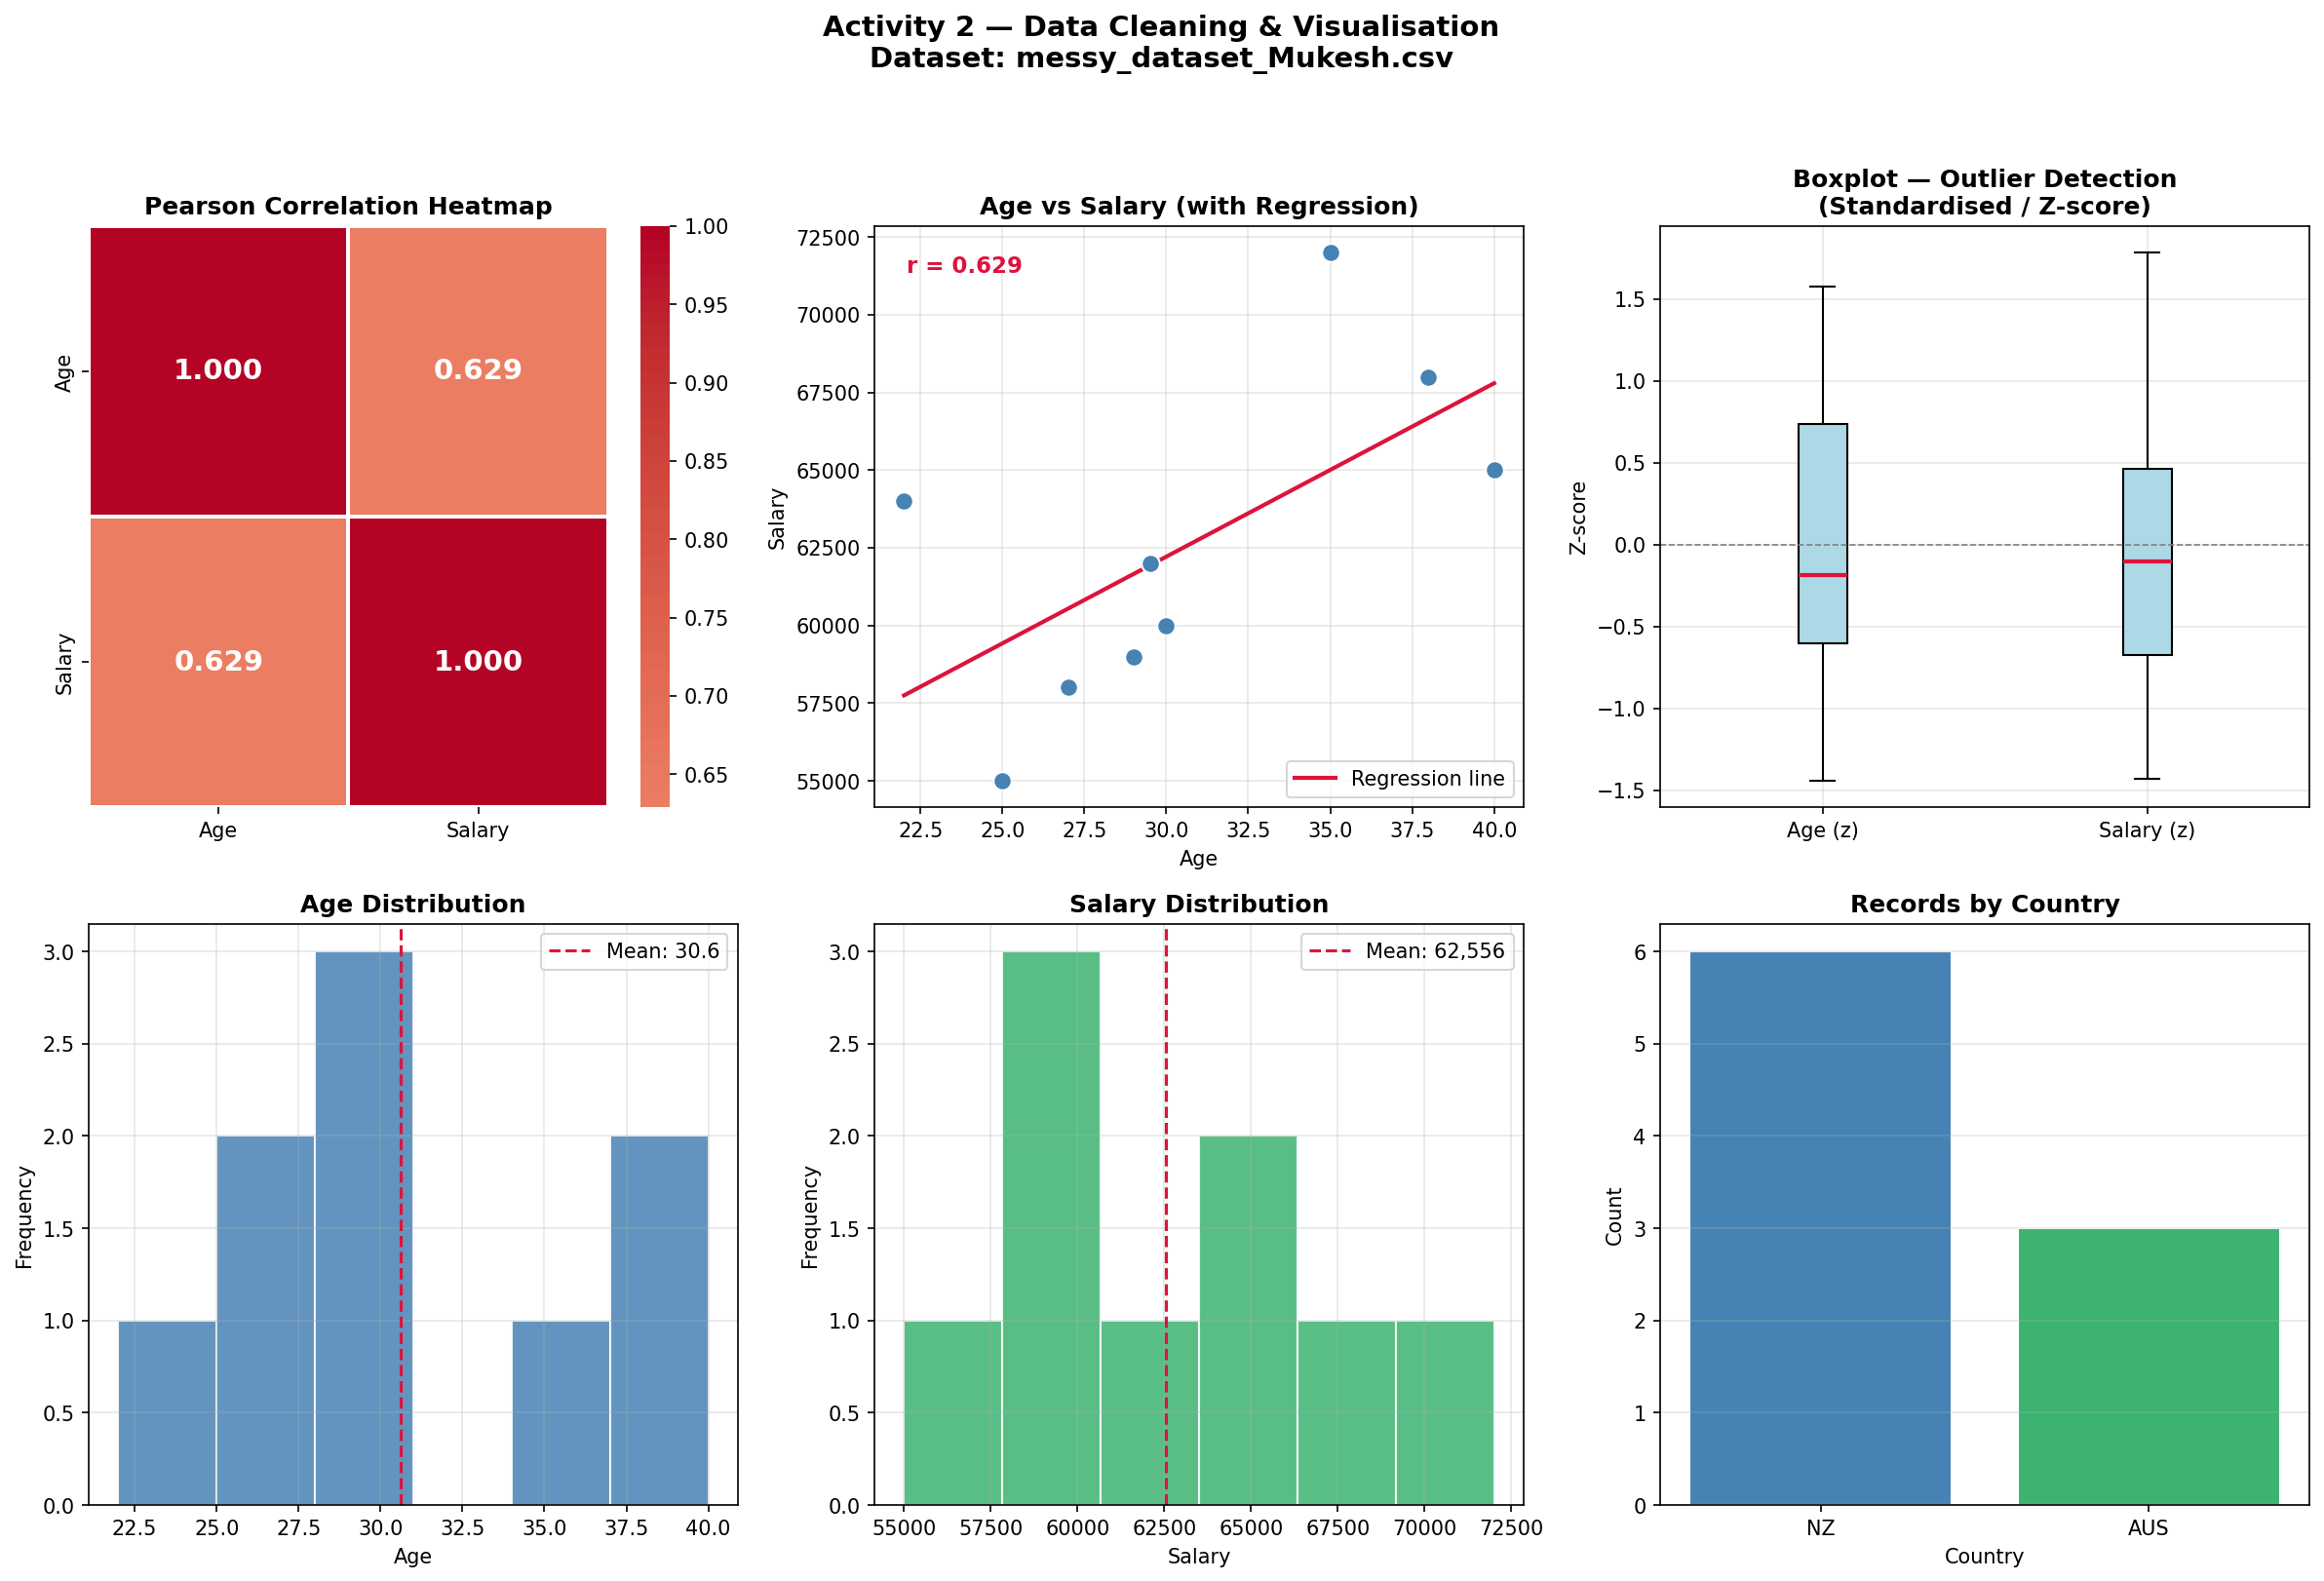 Activity 2 — Data Cleaning & Visualisation
Dataset: messy_dataset_Mukesh.csv
Pearson Correlation Heatmap
1.000 0.629
0.629 1.000
Age
Salary
Age Salary
1.00
0.95
0.90
0.85
0.80
0.75
0.70
0.65
Age vs Salary (with Regression)
r = 0.629
72500
70000
67500
65000
62500
60000
57500
55000
Salary
Regression line
22.5 25.0 27.5 30.0 32.5 35.0 37.5 40.0
Age
Boxplot — Outlier Detection
(Standardised / Z-score)
1.5
1.0
0.5
0.0
−0.5
−1.0
−1.5
Z-score
Age (z) Salary (z)
Age Distribution
Mean: 30.6
3.0
2.5
2.0
1.5
1.0
0.5
0.0
Frequency
22.5 25.0 27.5 30.0 32.5 35.0 37.5 40.0
Age
Salary Distribution
Mean: 62,556
3.0
2.5
2.0
1.5
1.0
0.5
0.0
Frequency
55000 57500 60000 62500 65000 67500 70000 72500
Salary
Records by Country
6
5
4
3
2
1
0
Count
NZ AUS
Country